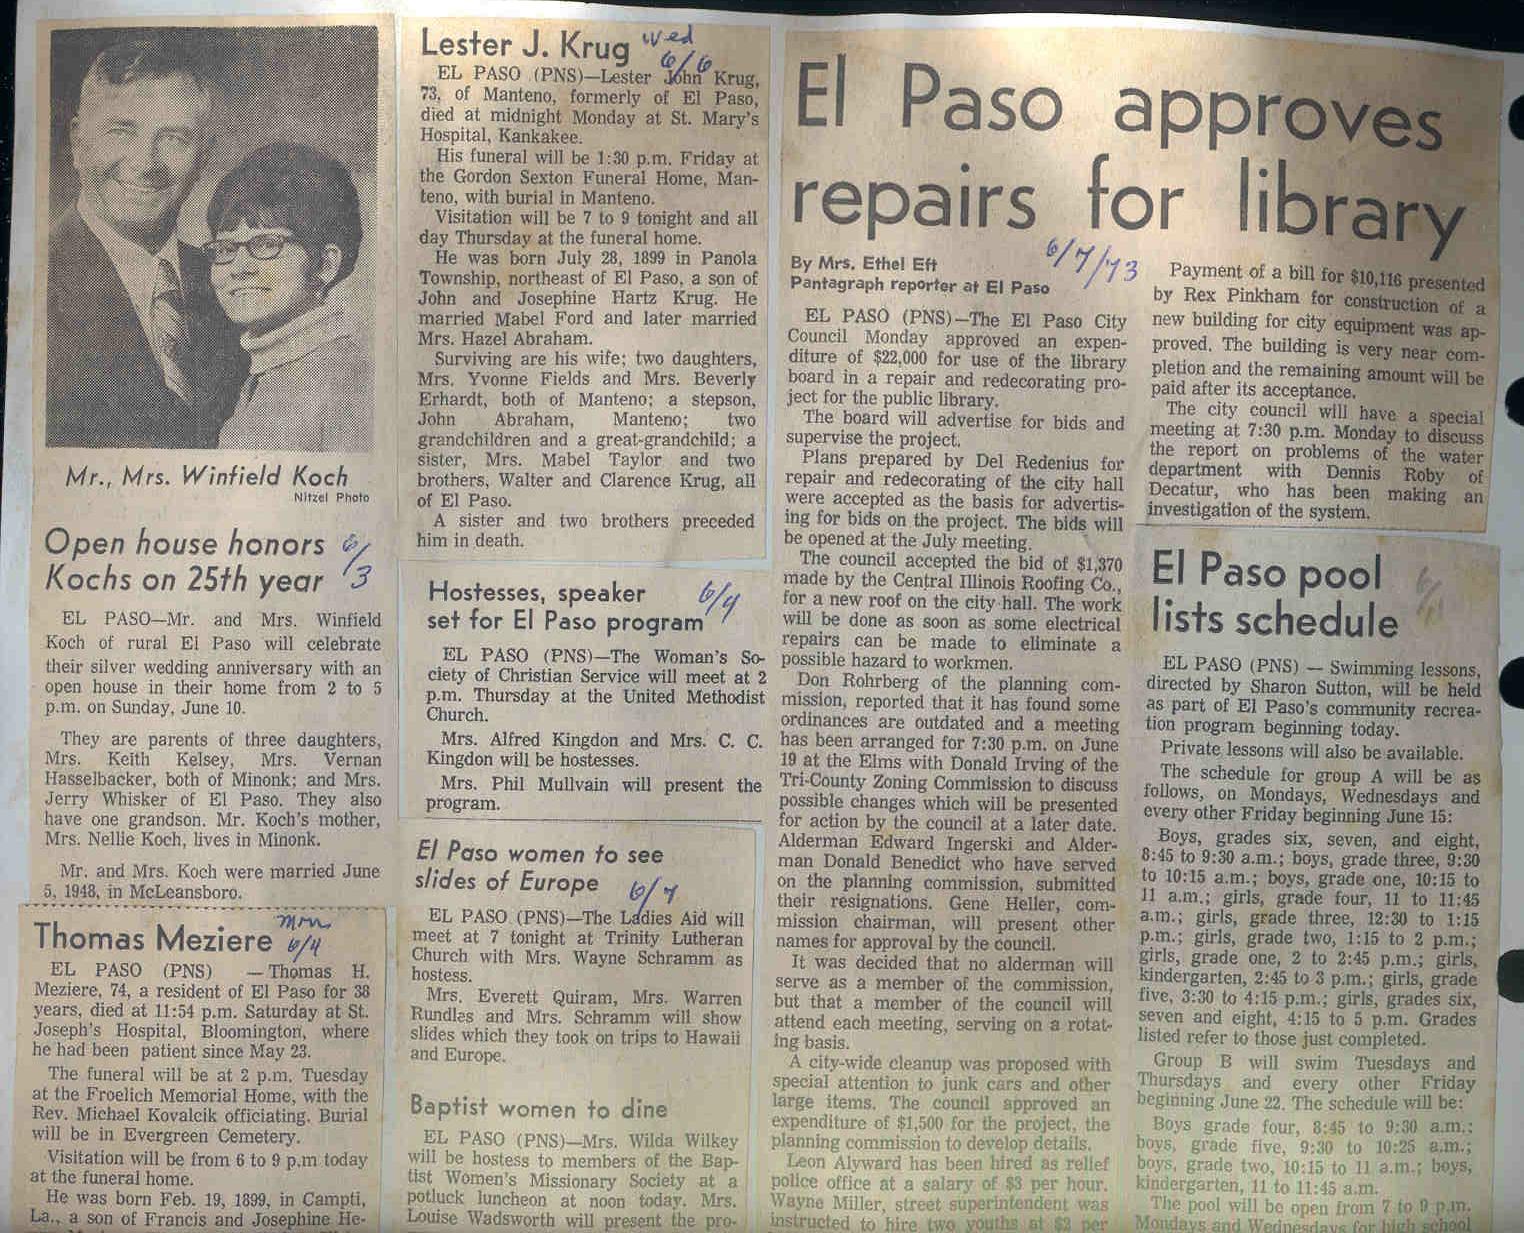 Mr., Mrs. Winfield Koch
Nitzel Photo
Open house honors
Kochs on 25th year
6/3
EL PASO—Mr. and Mrs. Winfield
Koch of rural El Paso will celebrate
their silver wedding anniversary with an
open house in their home from 2 to 5
p.m. on Sunday, June 10.
They are parents of three daughters,
Mrs. Keith Kelsey, Mrs. Vernan
Hasselbacker, both of Minonk; and Mrs.
Jerry Whisker of El Paso. They also
have one grandson. Mr. Koch's mother,
Mrs. Nellie Koch, lives in Minonk.
Mr. and Mrs. Koch were married June
5, 1948, in McLeansboro.
Thomas Meziere
mon
6/4
EL PASO (PNS) —Thomas H.
Meziere, 74, a resident of El Paso for 38
years, died at 11:54 p.m. Saturday at St.
Joseph's Hospital, Bloomington, where
he had been patient since May 23.
The funeral will be at 2 p.m. Tuesday
at the Froelich Memorial Home, with the
Rev. Michael Kovalcik officiating. Burial
will be in Evergreen Cemetery.
Visitation will be from 6 to 9 p.m today
at the funeral home.
He was born Feb. 19, 1899, in Campti,
La., a son of Francis and Josephine He-
Lester J. Krug
wed
6/6
EL PASO (PNS)—Lester John Krug,
73, of Manteno, formerly of El Paso,
died at midnight Monday at St. Mary's
Hospital, Kankakee.
His funeral will be 1:30 p.m. Friday at
the Gordon Sexton Funeral Home, Man-
teno, with burial in Manteno.
Visitation will be 7 to 9 tonight and all
day Thursday at the funeral home.
He was born July 28, 1899 in Panola
Township, northeast of El Paso, a son of
John and Josephine Hartz Krug. He
married Mabel Ford and later married
Mrs. Hazel Abraham.
Surviving are his wife; two daughters,
Mrs. Yvonne Fields and Mrs. Beverly
Erhardt, both of Manteno; a stepson,
John Abraham, Manteno; two
grandchildren and a great-grandchild; a
sister, Mrs. Mabel Taylor and two
brothers, Walter and Clarence Krug, all
of El Paso.
A sister and two brothers preceded
him in death.
Hostesses, speaker
set for El Paso program
6/4
EL PASO (PNS)—The Woman's So-
ciety of Christian Service will meet at 2
p.m. Thursday at the United Methodist
Church.
Mrs. Alfred Kingdon and Mrs. C. C.
Kingdon will be hostesses.
Mrs. Phil Mullvain will present the
program.
El Paso women to see
slides of Europe
6/7
EL PASO (PNS)—The Ladies Aid will
meet at 7 tonight at Trinity Lutheran
Church with Mrs. Wayne Schramm as
hostess.
Mrs. Everett Quiram, Mrs. Warren
Rundles and Mrs. Schramm will show
slides which they took on trips to Hawaii
and Europe.
Baptist women to dine
EL PASO (PNS)—Mrs. Wilda Wilkey
will be hostess to members of the Bap-
tist Women's Missionary Society at a
potluck luncheon at noon today. Mrs.
Louise Wadsworth will present the pro-
El Paso approves
repairs for library
6/7/73
By Mrs. Ethel Eft
Pantagraph reporter at El Paso
EL PASO (PNS)—The El Paso City
Council Monday approved an expen-
diture of $22,000 for use of the library
board in a repair and redecorating pro-
ject for the public library.
The board will advertise for bids and
supervise the project.
Plans prepared by Del Redenius for
repair and redecorating of the city hall
were accepted as the basis for advertis-
ing for bids on the project. The bids will
be opened at the July meeting.
The council accepted the bid of $1,370
made by the Central Illinois Roofing Co.,
for a new roof on the city hall. The work
will be done as soon as some electrical
repairs can be made to eliminate a
possible hazard to workmen.
Don Rohrberg of the planning com-
mission, reported that it has found some
ordinances are outdated and a meeting
has been arranged for 7:30 p.m. on June
19 at the Elms with Donald Irving of the
Tri-County Zoning Commission to discuss
possible changes which will be presented
for action by the council at a later date.
Alderman Edward Ingerski and Alder-
man Donald Benedict who have served
on the planning commission, submitted
their resignations. Gene Heller, com-
mission chairman, will present other
names for approval by the council.
It was decided that no alderman will
serve as a member of the commission,
but that a member of the council will
attend each meeting, serving on a rotat-
ing basis.
A city-wide cleanup was proposed with
special attention to junk cars and other
large items. The council approved an
expenditure of $1,500 for the project, the
planning commission to develop details.
Leon Alyward has been hired as relief
police office at a salary of $3 per hour.
Wayne Miller, street superintendent was
instructed to hire two youths at $2 per
Payment of a bill for $10,116 presented
by Rex Pinkham for construction of a
new building for city equipment was ap-
proved. The building is very near com-
pletion and the remaining amount will be
paid after its acceptance.
The city council will have a special
meeting at 7:30 p.m. Monday to discuss
the report on problems of the water
department with Dennis Roby of
Decatur, who has been making an
investigation of the system.
El Paso pool
lists schedule
EL PASO (PNS) — Swimming lessons,
directed by Sharon Sutton, will be held
as part of El Paso's community recrea-
tion program beginning today.
Private lessons will also be available.
The schedule for group A will be as
follows, on Mondays, Wednesdays and
every other Friday beginning June 15:
Boys, grades six, seven, and eight,
8:45 to 9:30 a.m.; boys, grade three, 9:30
to 10:15 a.m.; boys, grade one, 10:15 to
11 a.m.; girls, grade four, 11 to 11:45
a.m.; girls, grade three, 12:30 to 1:15
p.m.; girls, grade two, 1:15 to 2 p.m.;
girls, grade one, 2 to 2:45 p.m.; girls,
kindergarten, 2:45 to 3 p.m.; girls, grade
five, 3:30 to 4:15 p.m.; girls, grades six,
seven and eight, 4:15 to 5 p.m. Grades
listed refer to those just completed.
Group B will swim Tuesdays and
Thursdays and every other Friday
beginning June 22. The schedule will be:
Boys grade four, 8:45 to 9:30 a.m.;
boys, grade five, 9:30 to 10:25 a.m.;
boys, grade two, 10:15 to 11 a.m.; boys,
kindergarten, 11 to 11:45 a.m.
The pool will be open from 7 to 9 p.m.
Mondays and Wednesdays for high school